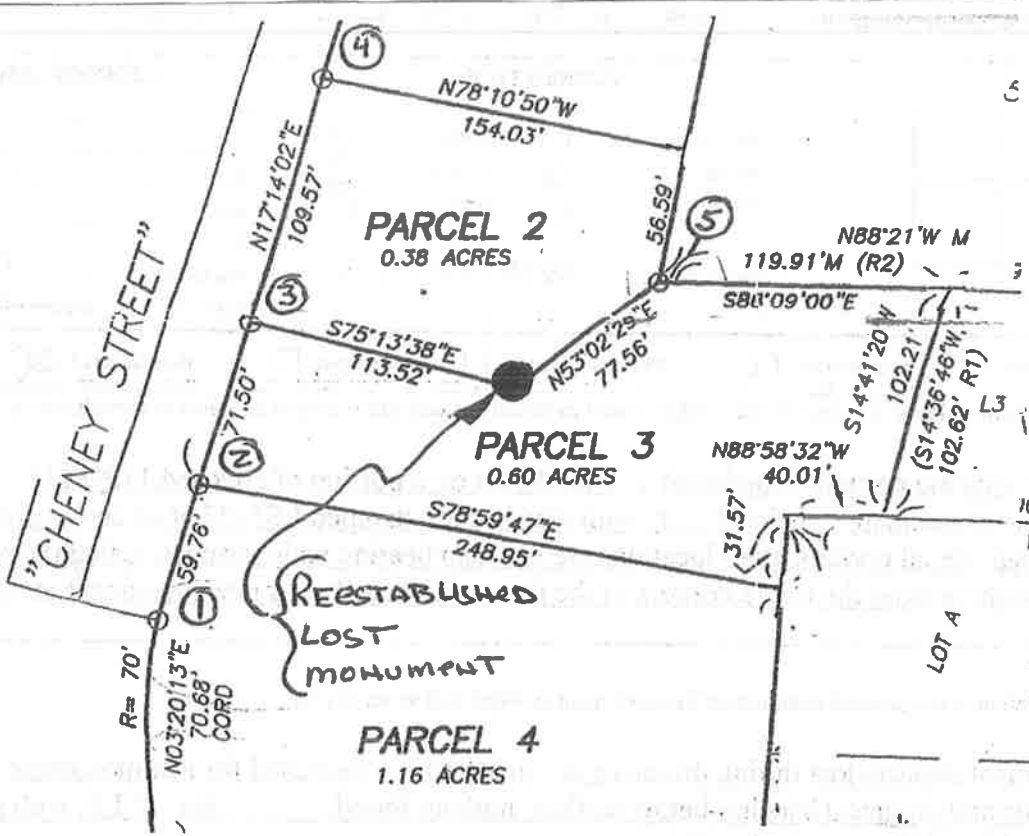 4
N78°10'50"W
154.03'
N17°14'02"E
109.57'
PARCEL 2
0.38 ACRES
56.59'
5
N88°21'W M
119.91'M (R2)
"CHENEY STREET"
3
S75°13'38"E
113.52'
N53°02'29"E
77.56'
S14°41'20"W
102.21'
(S14°36'46"W,
102.62' R1)
L3
71.50'
2
PARCEL 3
0.60 ACRES
N88°58'32"W
40.01'
S78°59'47"E
248.95'
31.57'
59.76'
1
REESTABLISHED
LOST
MONUMENT
LOT A
R= 70'
N03°20'13"E
70.68'
CORD
PARCEL 4
1.16 ACRES